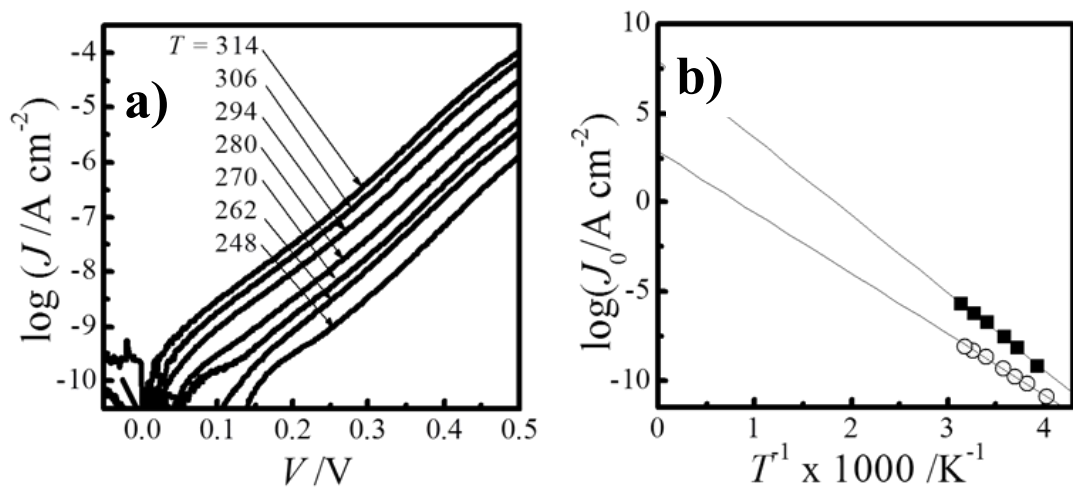 a)
T = 314
306
294
280
270
262
248
log (J/A cm-2)
-4
-5
-6
-7
-8
-9
-10
0.0 0.1 0.2 0.3 0.4 0.5
V /V
b)
log(J0/A cm-2)
10
5
0
-5
-10
0 1 2 3 4
T-1 x 1000 /K-1